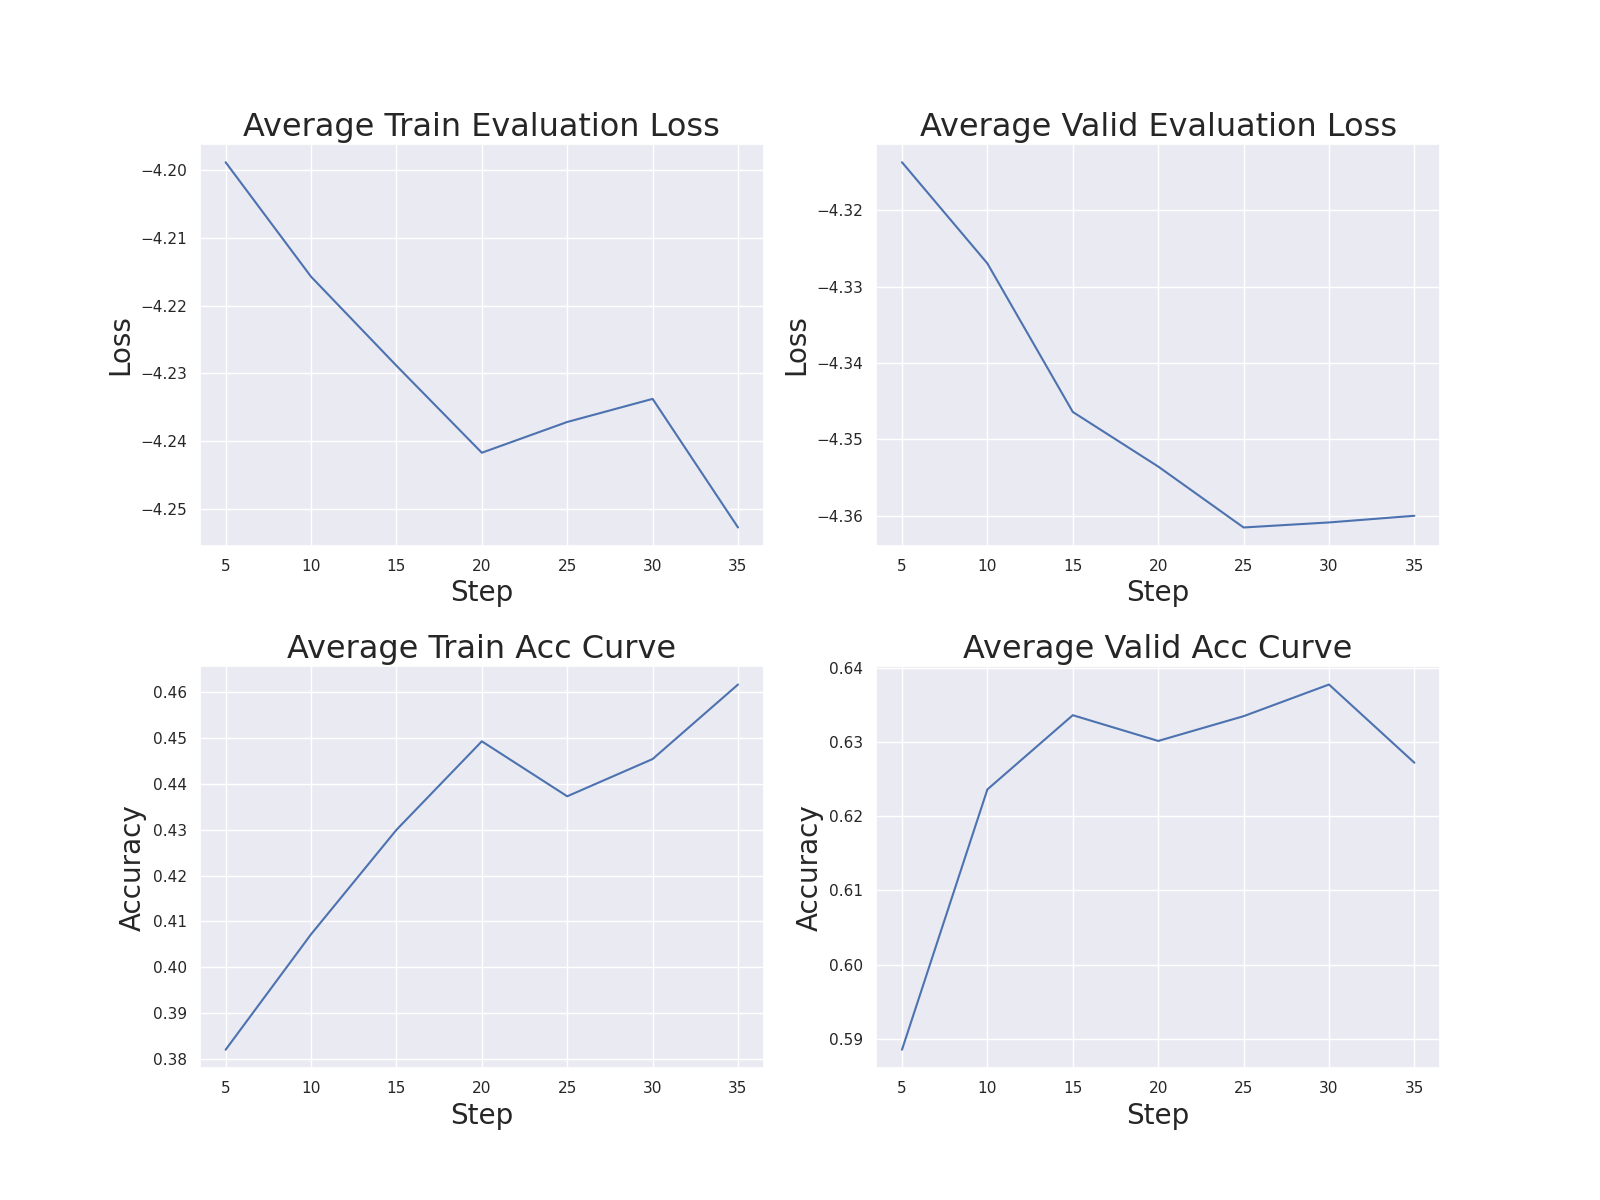 Average Train Evaluation Loss
−4.20
−4.21
−4.22
−4.23
−4.24
−4.25
Loss
5 10 15 20 25 30 35
Step
Average Valid Evaluation Loss
−4.32
−4.33
−4.34
−4.35
−4.36
Loss
5 10 15 20 25 30 35
Step
Average Train Acc Curve
0.46
0.45
0.44
0.43
0.42
0.41
0.40
0.39
0.38
Accuracy
5 10 15 20 25 30 35
Step
Average Valid Acc Curve
0.64
0.63
0.62
0.61
0.60
0.59
Accuracy
5 10 15 20 25 30 35
Step